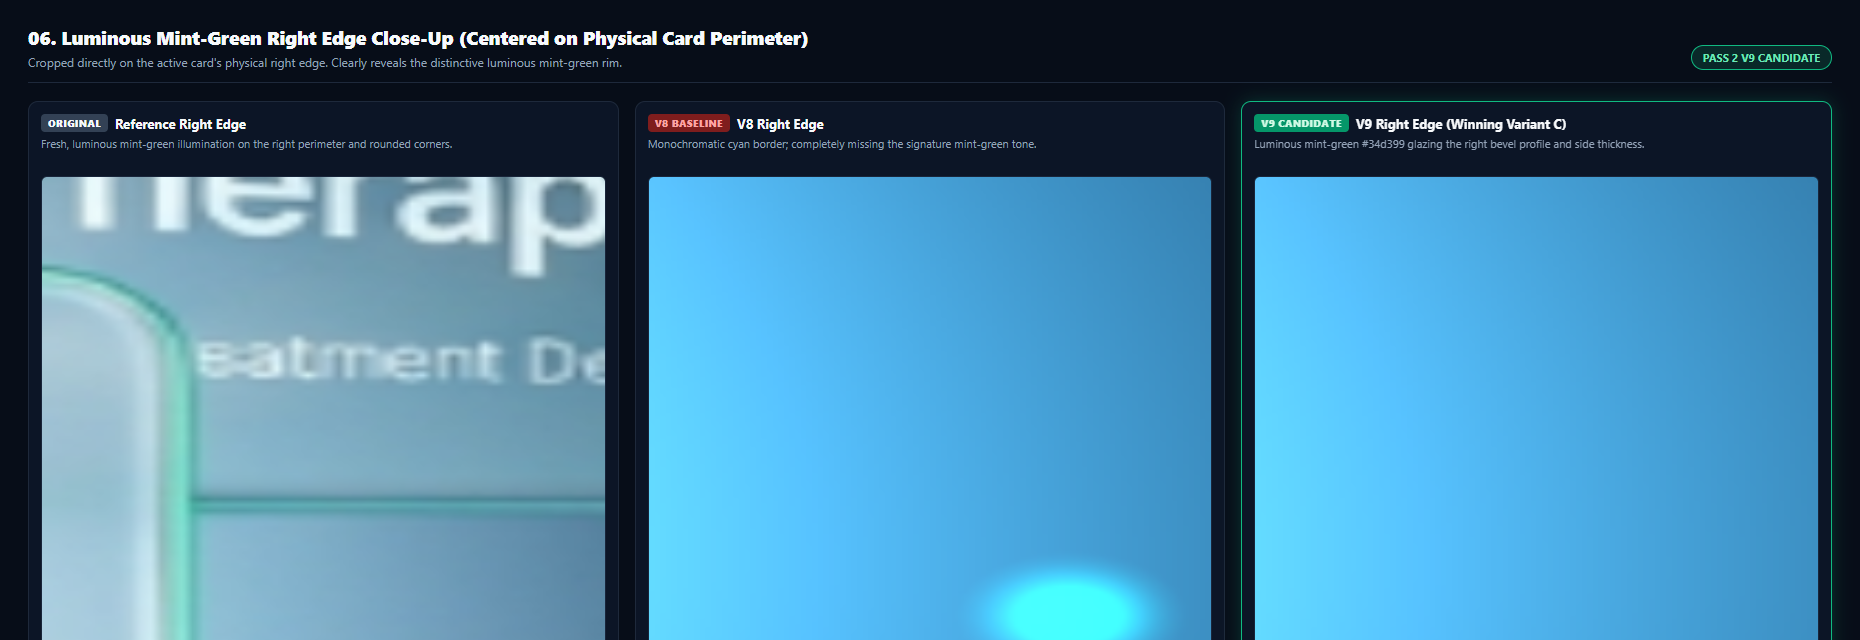 06. Luminous Mint-Green Right Edge Close-Up (Centered on Physical Card Perimeter)
Cropped directly on the active card's physical right edge. Clearly reveals the distinctive luminous mint-green rim.
PASS 2 V9 CANDIDATE
ORIGINAL Reference Right Edge
Fresh, luminous mint-green illumination on the right perimeter and rounded corners.
V8 BASELINE V8 Right Edge
Monochromatic cyan border; completely missing the signature mint-green tone.
V9 CANDIDATE V9 Right Edge (Winning Variant C)
Luminous mint-green #34d399 glazing the right bevel profile and side thickness.
herap
eatment De